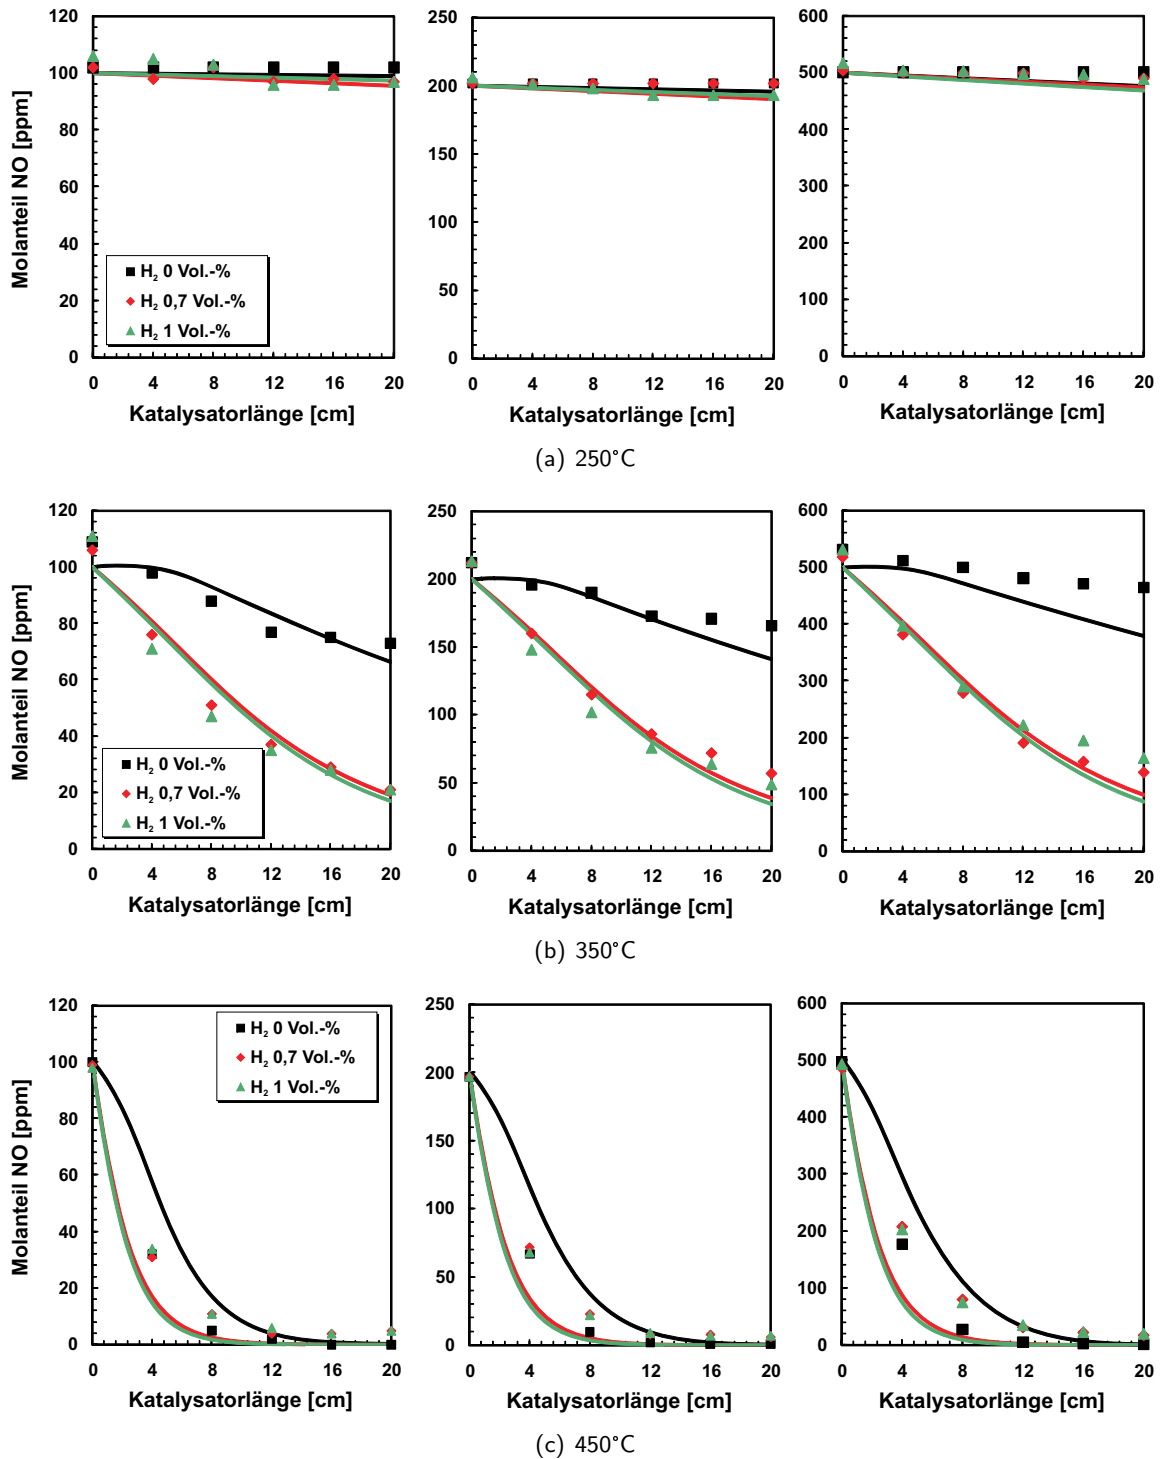 120
100
80
60
40
20
0
Molanteil NO [ppm]
H₂ 0 Vol.-%
H₂ 0,7 Vol.-%
H₂ 1 Vol.-%
0 4 8 12 16 20
Katalysatorlänge [cm]
250
200
150
100
50
0
0 4 8 12 16 20
Katalysatorlänge [cm]
600
500
400
300
200
100
0
0 4 8 12 16 20
Katalysatorlänge [cm]
(a) 250°C
120
100
80
60
40
20
0
Molanteil NO [ppm]
H₂ 0 Vol.-%
H₂ 0,7 Vol.-%
H₂ 1 Vol.-%
0 4 8 12 16 20
Katalysatorlänge [cm]
250
200
150
100
50
0
0 4 8 12 16 20
Katalysatorlänge [cm]
600
500
400
300
200
100
0
0 4 8 12 16 20
Katalysatorlänge [cm]
(b) 350°C
120
100
80
60
40
20
0
Molanteil NO [ppm]
H₂ 0 Vol.-%
H₂ 0,7 Vol.-%
H₂ 1 Vol.-%
0 4 8 12 16 20
Katalysatorlänge [cm]
250
200
150
100
50
0
0 4 8 12 16 20
Katalysatorlänge [cm]
600
500
400
300
200
100
0
0 4 8 12 16 20
Katalysatorlänge [cm]
(c) 450°C